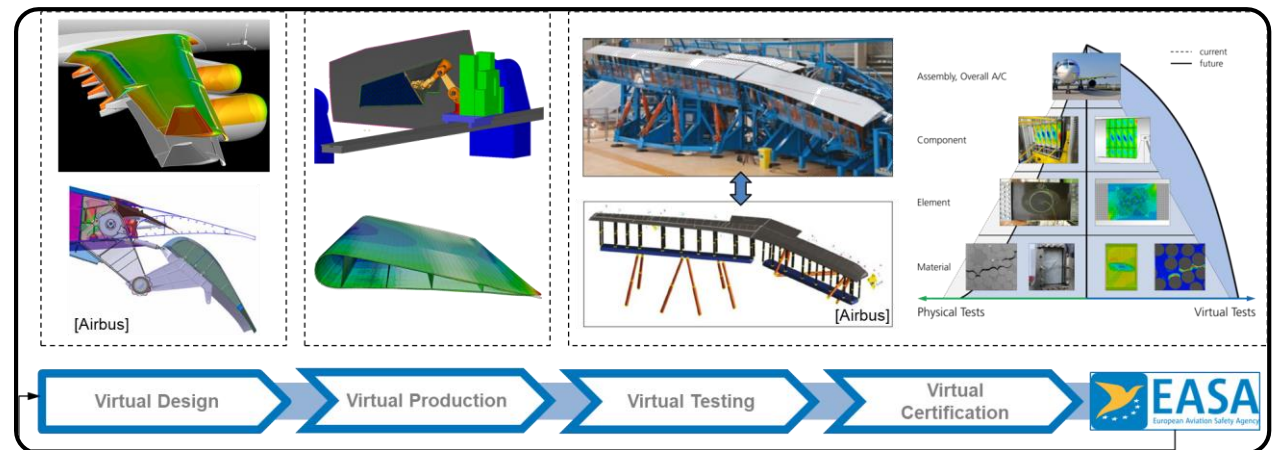 [Airbus]
[Airbus]
current
future
Assembly, Overall A/C
Component
Element
Material
Physical Tests
Virtual Tests
Virtual Design
Virtual Production
Virtual Testing
Virtual
Certification
EASA
European Aviation Safety Agency